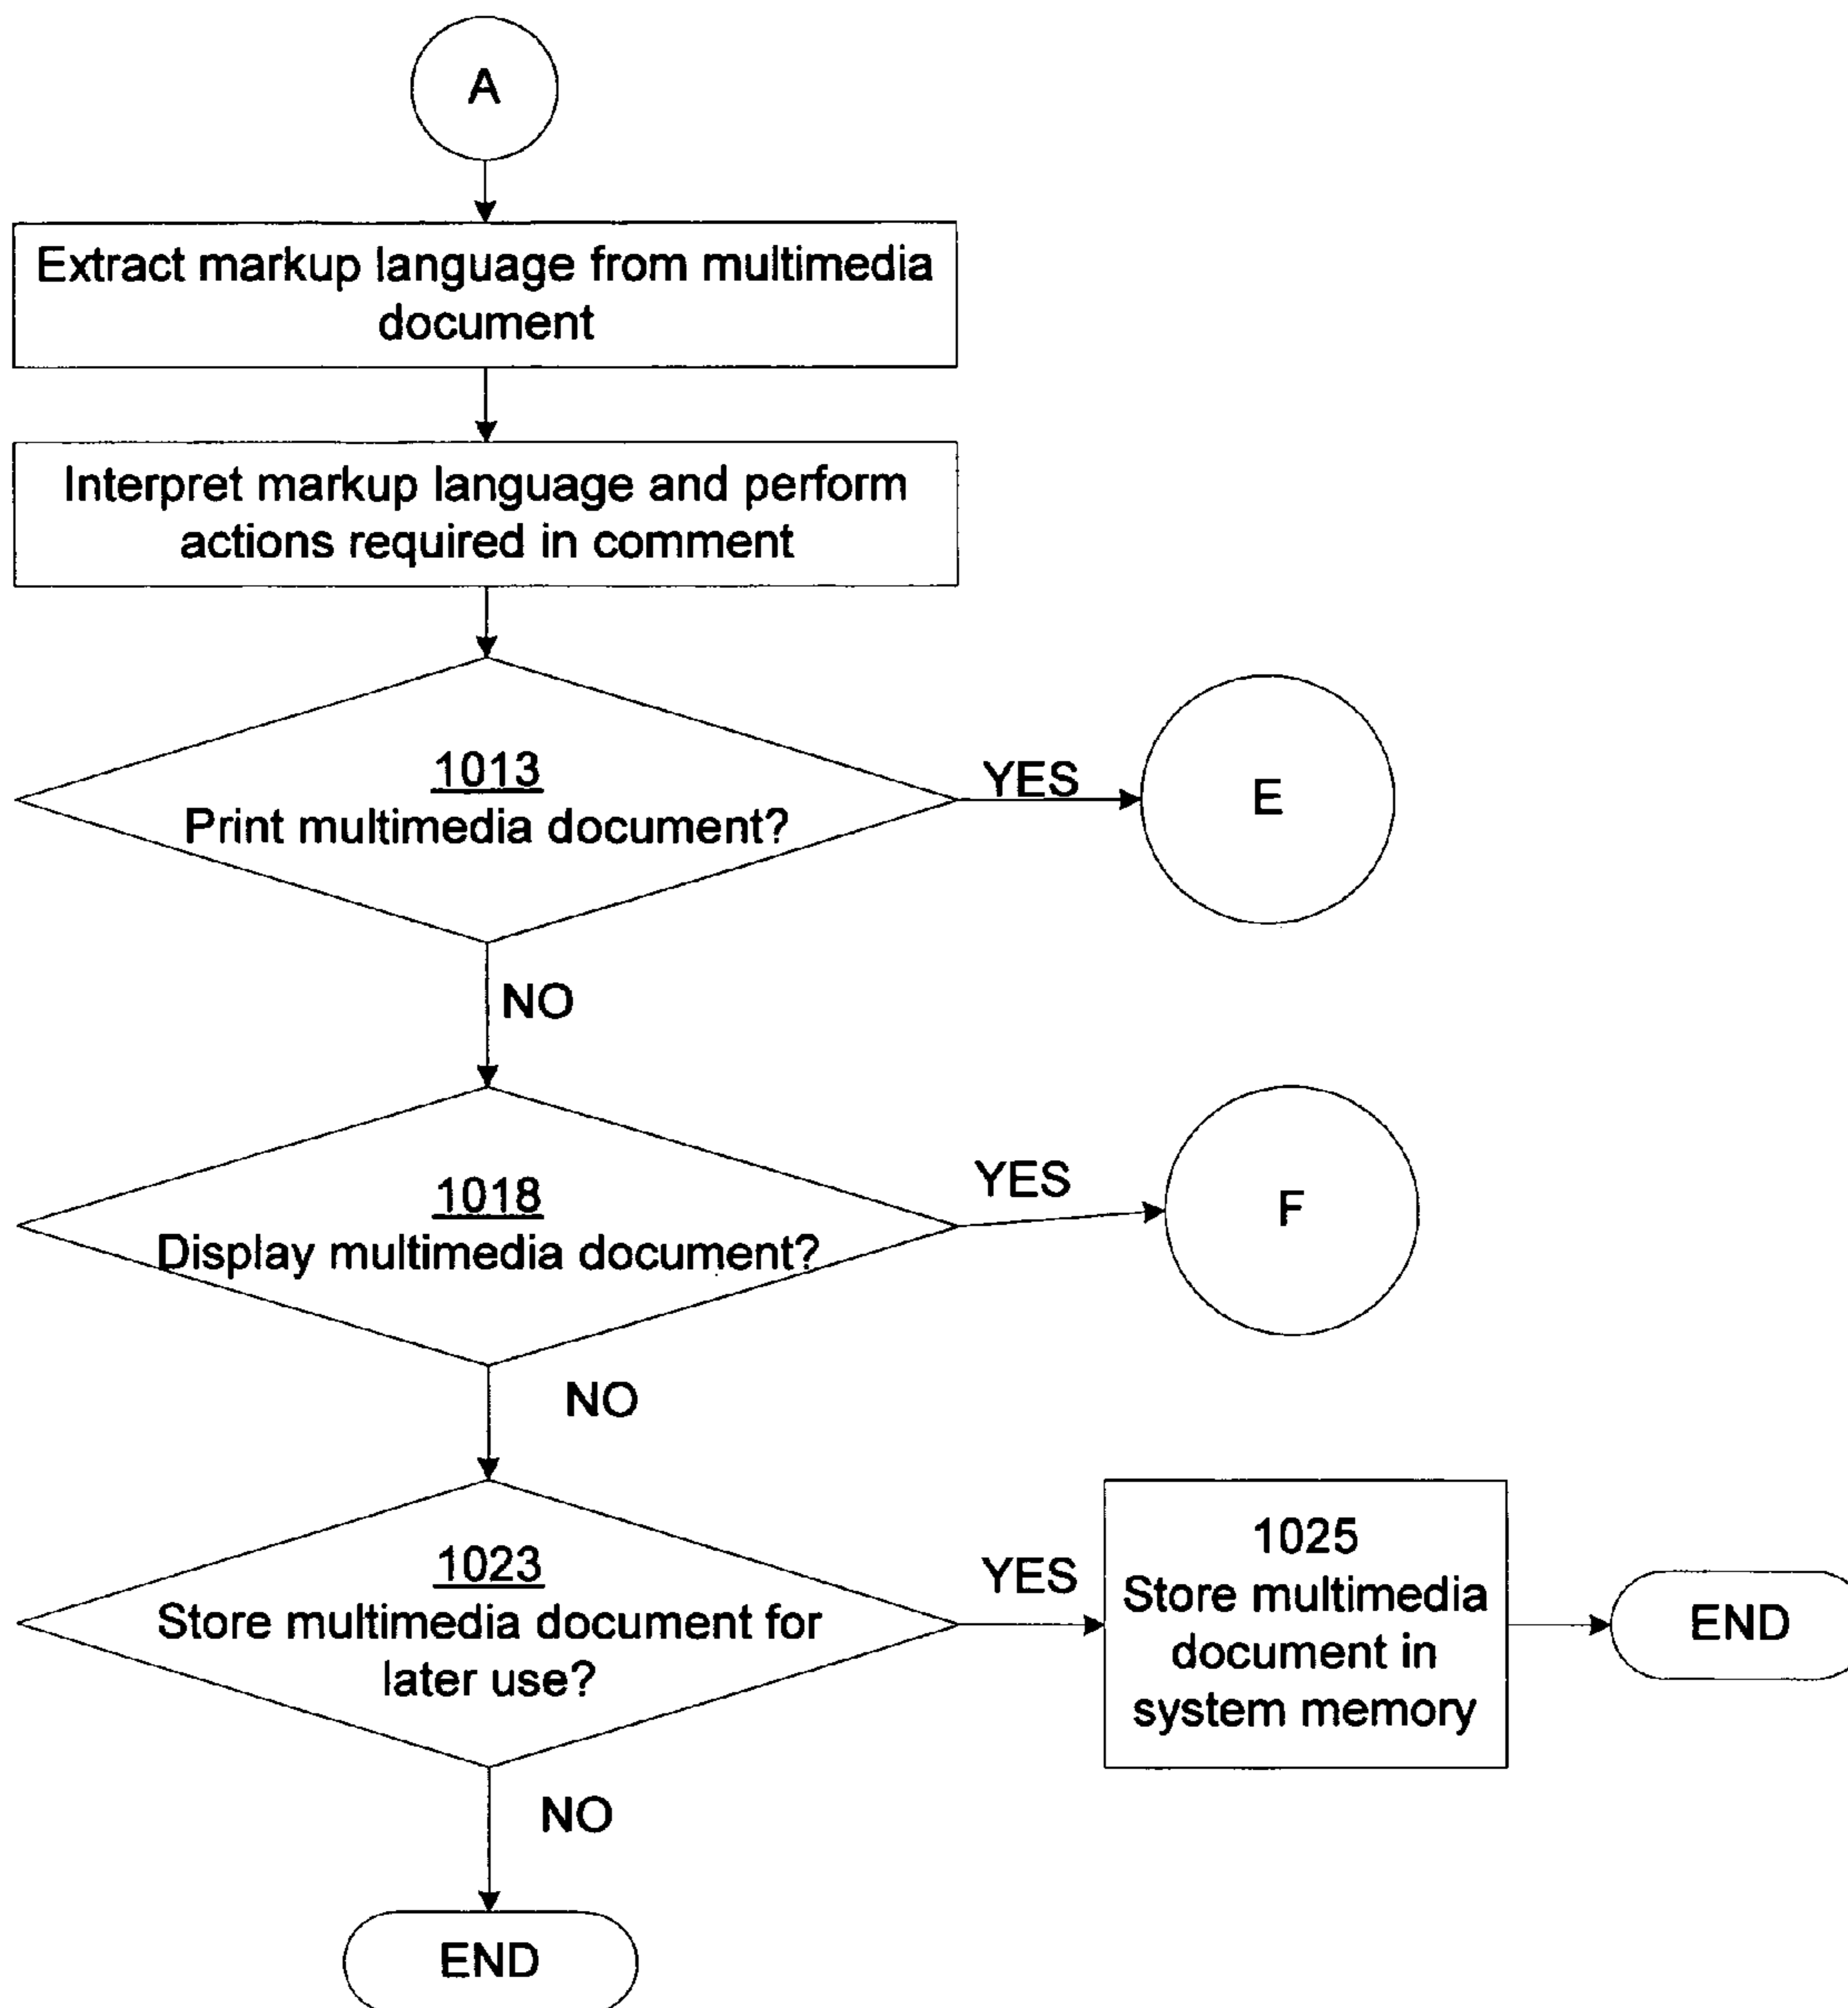 A
Extract markup language from multimedia
document
Interpret markup language and perform
actions required in comment
1013
Print multimedia document?
YES
E
NO
1018
Display multimedia document?
YES
F
NO
1023
Store multimedia document for
later use?
YES
1025
Store multimedia
document in
system memory
END
NO
END